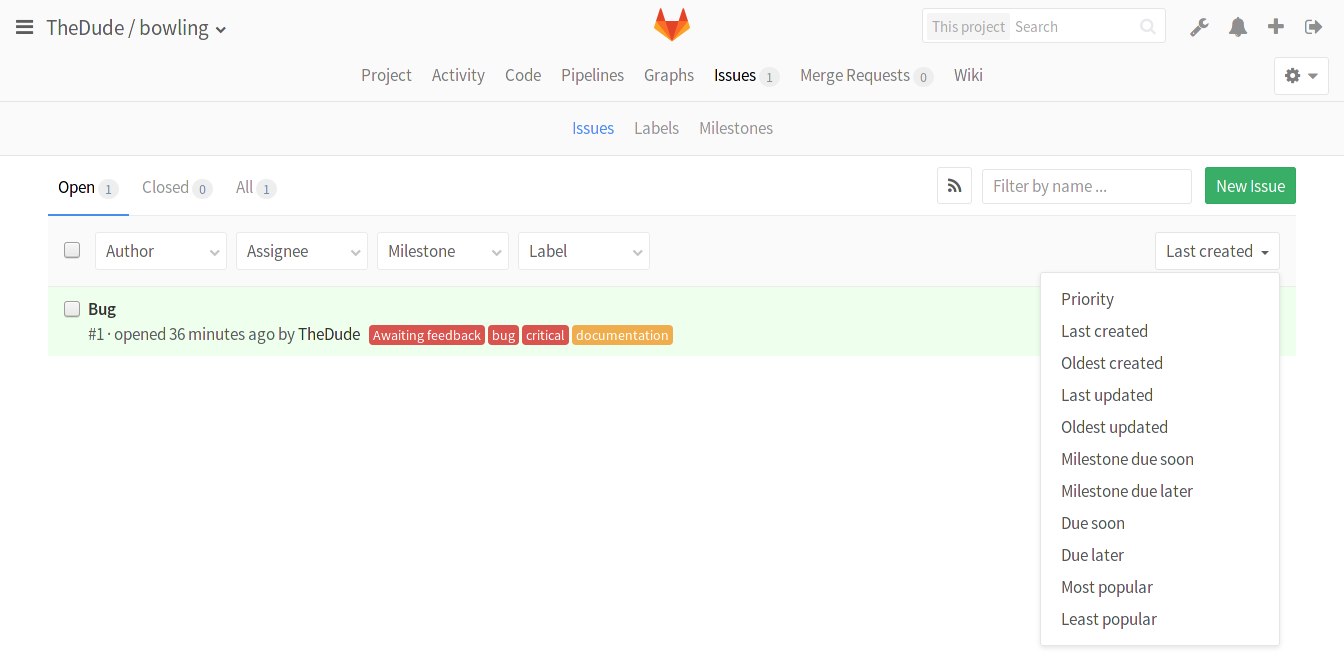 TheDude / bowling
This project Search
Project Activity Code Pipelines Graphs Issues 1 Merge Requests 0 Wiki
Issues Labels Milestones
Open 1 Closed 0 All 1
Filter by name ...
New Issue
Author Assignee Milestone Label
Last created
Bug
#1 · opened 36 minutes ago by TheDude Awaiting feedback bug critical documentation
Priority
Last created
Oldest created
Last updated
Oldest updated
Milestone due soon
Milestone due later
Due soon
Due later
Most popular
Least popular